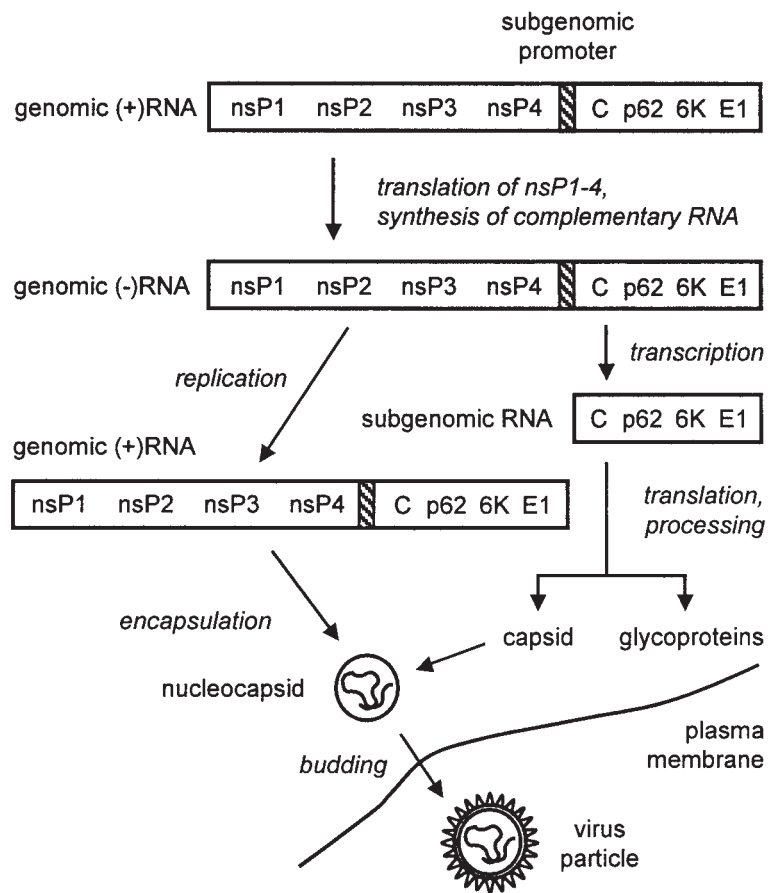 subgenomic
promoter
genomic (+)RNA nsP1 nsP2 nsP3 nsP4 C p62 6K E1
translation of nsP1-4,
synthesis of complementary RNA
genomic (-)RNA nsP1 nsP2 nsP3 nsP4 C p62 6K E1
transcription
replication
subgenomic RNA C p62 6K E1
genomic (+)RNA
nsP1 nsP2 nsP3 nsP4 C p62 6K E1
translation,
processing
encapsulation
capsid glycoproteins
nucleocapsid
plasma
membrane
budding
virus
particle